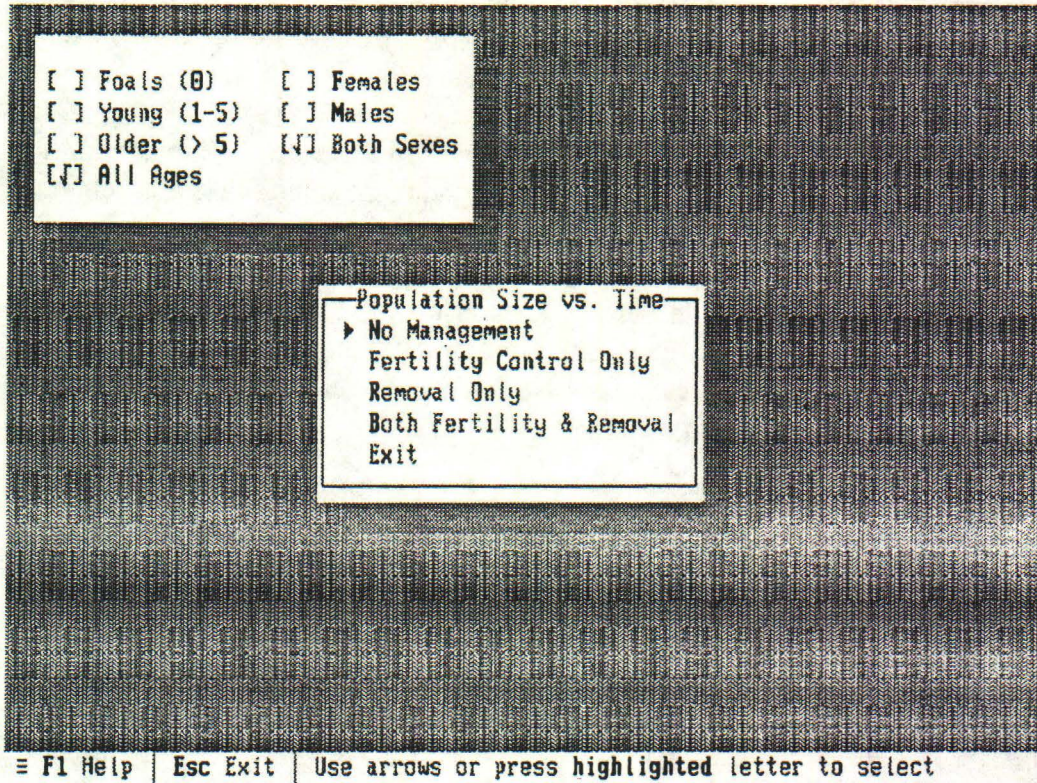 [ ] Foals (0) [ ] Females
[ ] Young (1-5) [ ] Males
[ ] Older (> 5) [√] Both Sexes
[√] All Ages
Population Size vs. Time
No Management
Fertility Control Only
Removal Only
Both Fertility & Removal
Exit
≡ F1 Help | Esc Exit | Use arrows or press highlighted letter to select